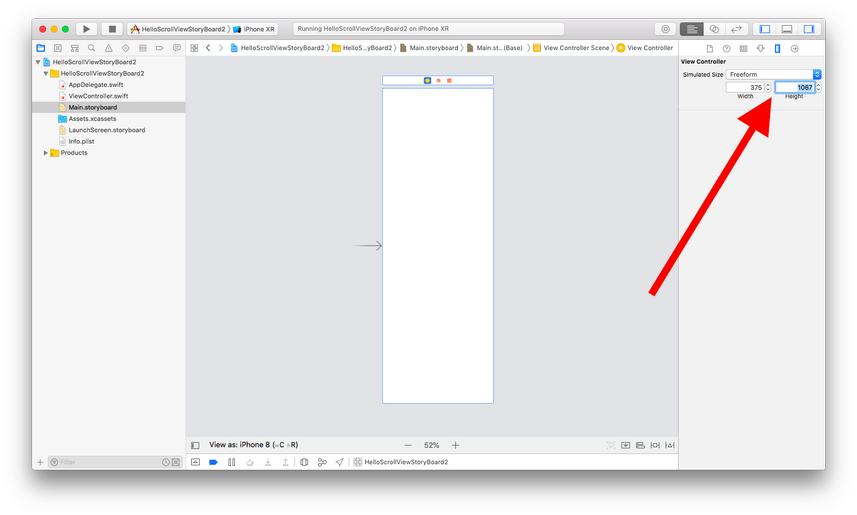 HelloScrollViewStoryBoard2 〉 iPhone XR
Running HelloScrollViewStoryBoard2 on iPhone XR
HelloScrollViewStoryBoard2 〉 HelloS...yBoard2 〉 Main.storyboard 〉 Main.st...(Base) 〉 View Controller Scene 〉 View Controller
HelloScrollViewStoryBoard2
HelloScrollViewStoryBoard2
AppDelegate.swift
ViewController.swift
Main.storyboard
Assets.xcassets
LaunchScreen.storyboard
Info.plist
Products
View Controller
Simulated Size Freeform
375 1067
Width Height
View as: iPhone 8 (wC hR) — 52% +
+ Filter
HelloScrollViewStoryBoard2